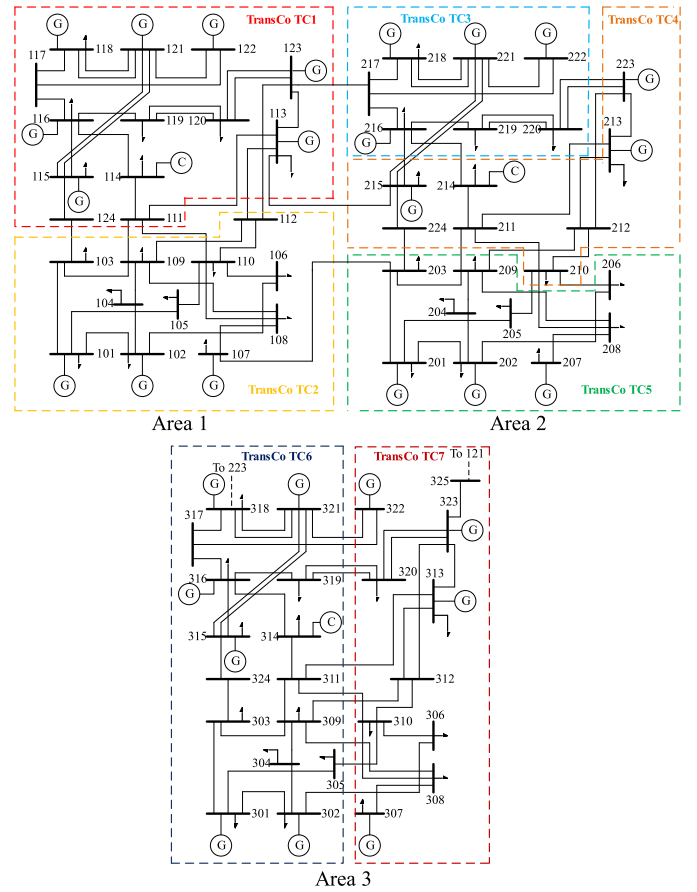 TransCo TC1
G
G
G
117
118
121
122
123
G
113
G
116
G
119
120
115
114
C
G
124
111
112
103
109
110
106
104
105
108
101
102
107
G
G
G
TransCo TC2
Area 1
TransCo TC3
TransCo TC4
G
G
G
217
218
221
222
223
G
213
G
216
G
219
220
215
214
C
G
224
211
212
203
209
210
206
204
205
208
201
202
207
G
G
G
TransCo TC5
Area 2
TransCo TC6
TransCo TC7
To 223
To 121
325
G
G
G
317
318
321
322
323
G
313
G
316
G
319
320
315
314
C
G
324
311
312
303
309
310
306
304
305
308
301
302
307
G
G
G
Area 3